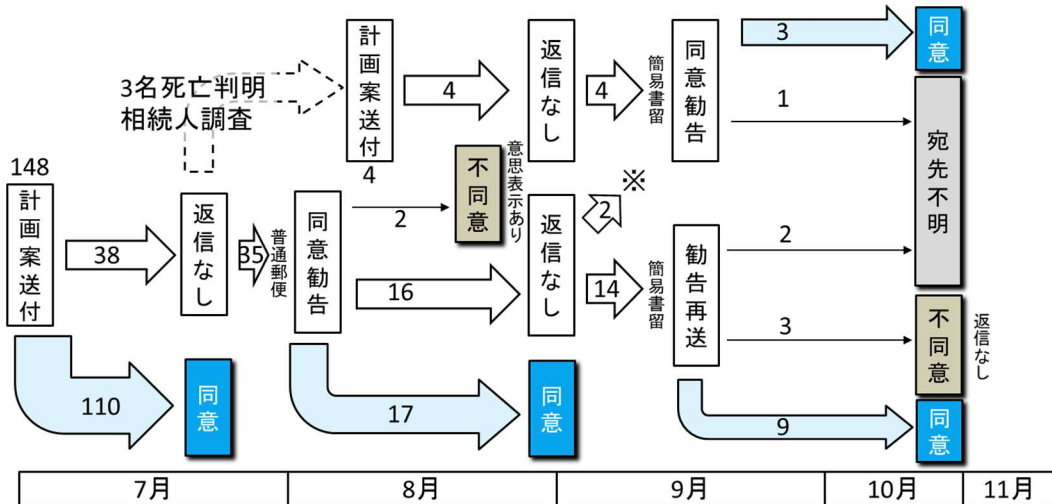 3名死亡判明
相続人調査
計画案送付
4
4
返信なし
4
簡易書留
同意勧告
3
同意
1
宛先不明
148
計画案送付
38
返信なし
35
普通郵便
同意勧告
2
不同意
意思表示あり
16
返信なし
2
※
14
簡易書留
勧告再送
2
3
不同意
返信なし
110
同意
17
同意
9
同意
7月
8月
9月
10月
11月